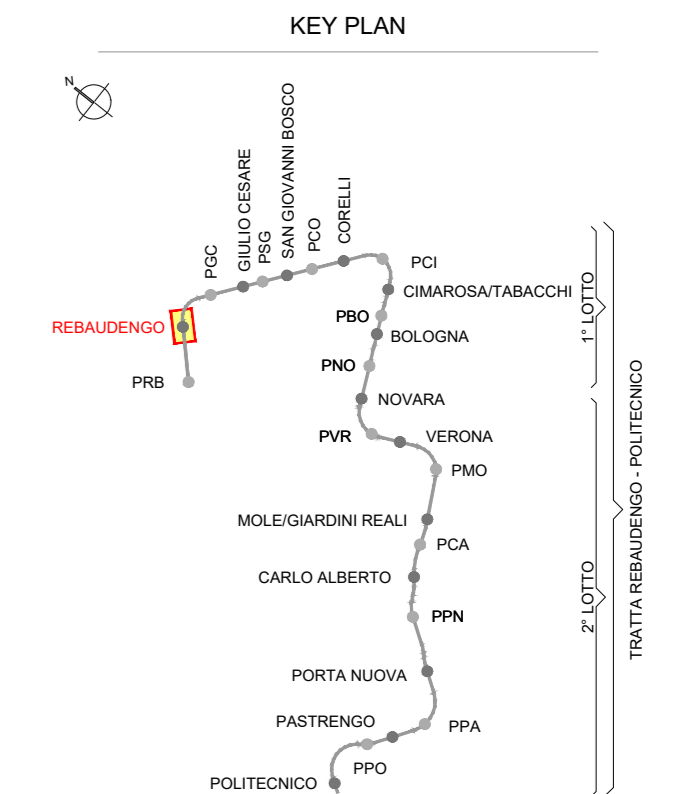 KEY PLAN
N
PGC
GIULIO CESARE
PSG
SAN GIOVANNI BOSCO
PCO
CORELLI
PCI
CIMAROSA/TABACCHI
REBAUDENGO
PBO
BOLOGNA
PNO
PRB
NOVARA
PVR
VERONA
PMO
MOLE/GIARDINI REALI
PCA
CARLO ALBERTO
PPN
PORTA NUOVA
PASTRENGO
PPA
PPO
POLITECNICO
1° LOTTO
2° LOTTO
TRATTA REBAUDENGO - POLITECNICO